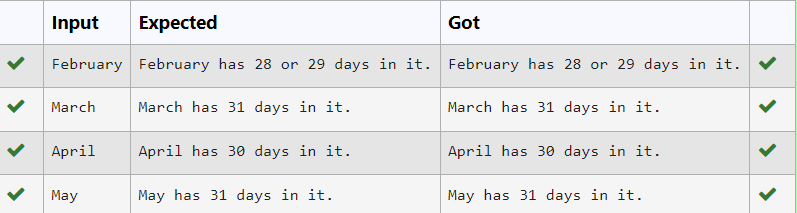 Input Expected Got
February February has 28 or 29 days in it. February has 28 or 29 days in it.
March March has 31 days in it. March has 31 days in it.
April April has 30 days in it. April has 30 days in it.
May May has 31 days in it. May has 31 days in it.